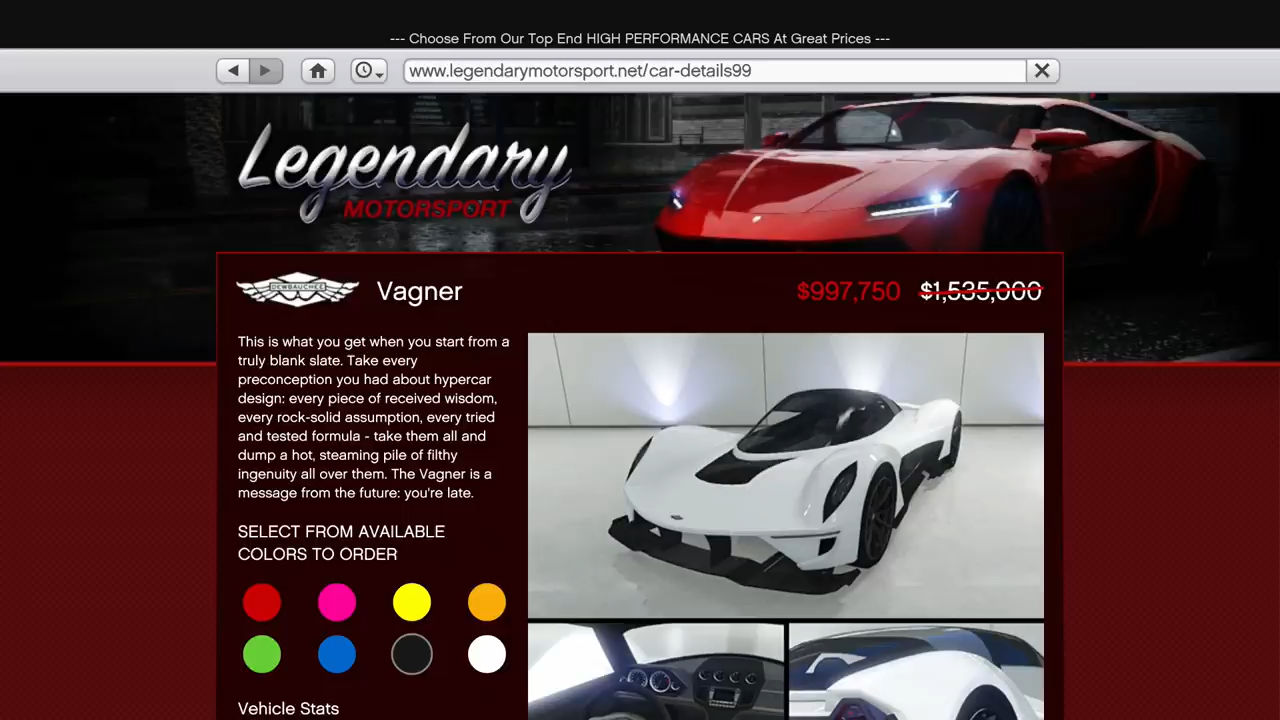 --- Choose From Our Top End HIGH PERFORMANCE CARS At Great Prices ---
www.legendarymotorsport.net/car-details99
Legendary
MOTORSPORT
DEWBAUCHEE
Vagner
$997,750 $1,535,000
This is what you get when you start from a
truly blank slate. Take every
preconception you had about hypercar
design: every piece of received wisdom,
every rock-solid assumption, every tried
and tested formula - take them all and
dump a hot, steaming pile of filthy
ingenuity all over them. The Vagner is a
message from the future: you're late.
SELECT FROM AVAILABLE
COLORS TO ORDER
Vehicle Stats